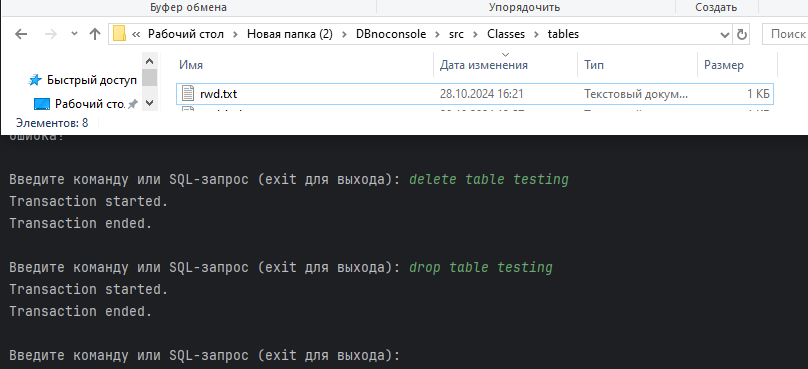 Буфер обмена Упорядочить Создать
« Рабочий стол > Новая папка (2) > DBnoconsole > src > Classes > tables Поиск
Имя Дата изменения Тип Размер
Быстрый доступ
rwd.txt 28.10.2024 16:21 Текстовый докум... 1 КБ
Рабочий сто.
Элементов: 8
Ошибка!
Введите команду или SQL-запрос (exit для выхода): delete table testing
Transaction started.
Transaction ended.
Введите команду или SQL-запрос (exit для выхода): drop table testing
Transaction started.
Transaction ended.
Введите команду или SQL-запрос (exit для выхода):